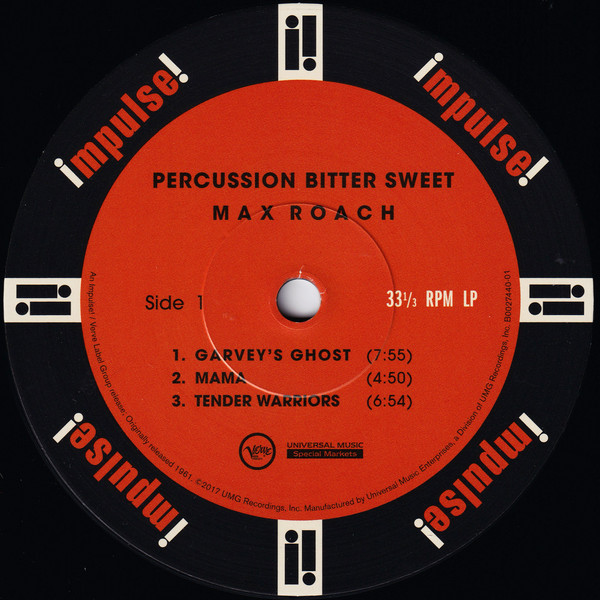 impulse!
impulse!
PERCUSSION BITTER SWEET
MAX ROACH
Side 1
33 1/3 RPM LP
1. GARVEY'S GHOST (7:55)
2. MAMA (4:50)
3. TENDER WARRIORS (6:54)
VERVE
UNIVERSAL MUSIC
Special Markets
An Impulse! / Verve Label Group release. Originally released 1961, ©2017 UMG Recordings, Inc. Manufactured by Universal Music Enterprises, a Division of UMG Recordings, Inc. B0027440-01
impulse!
impulse!